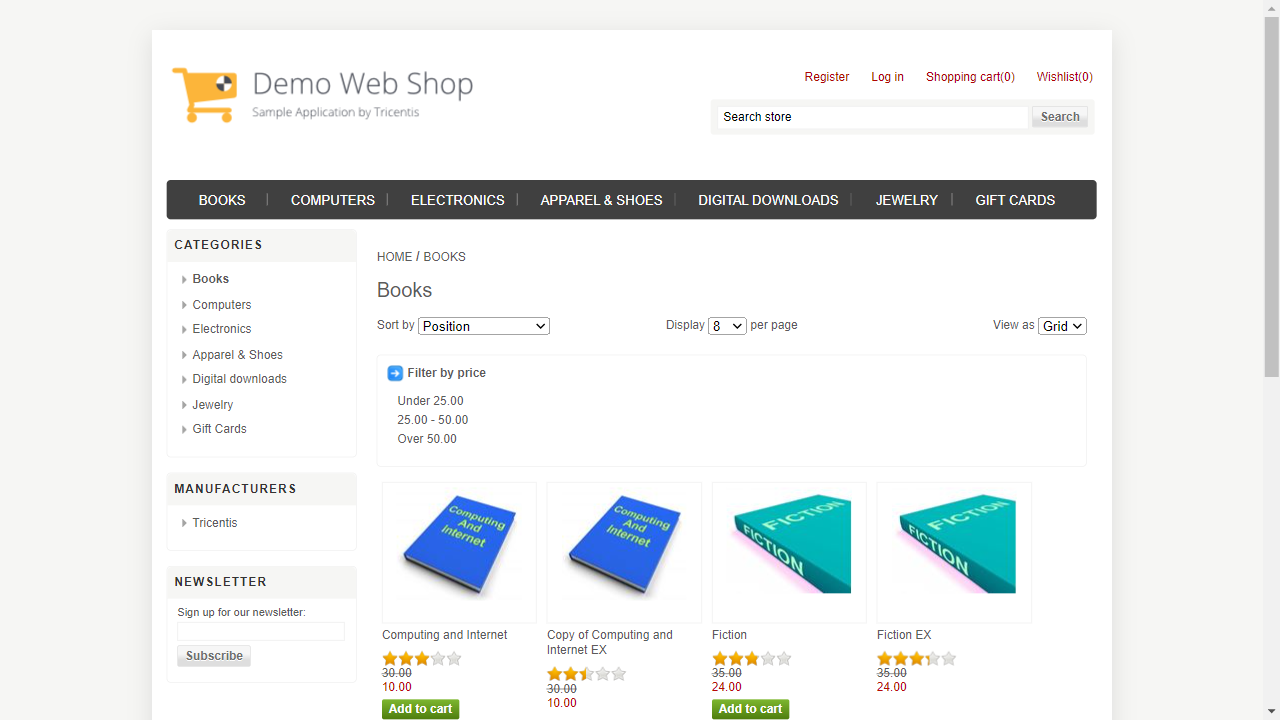 Demo Web Shop
Sample Application by Tricentis
Register Log in Shopping cart(0) Wishlist(0)
Search store Search
BOOKS COMPUTERS ELECTRONICS APPAREL & SHOES DIGITAL DOWNLOADS JEWELRY GIFT CARDS
CATEGORIES
Books
Computers
Electronics
Apparel & Shoes
Digital downloads
Jewelry
Gift Cards
MANUFACTURERS
Tricentis
NEWSLETTER
Sign up for our newsletter:
Subscribe
HOME / BOOKS
Books
Sort by Position Display 8 per page View as Grid
Filter by price
Under 25.00
25.00 - 50.00
Over 50.00
Computing
And
Internet
Computing and Internet
30.00
10.00
Add to cart
Computing
And
Internet
Copy of Computing and
Internet EX
30.00
10.00
FICTION
FICTION
Fiction
35.00
24.00
Add to cart
FICTION
FICTION
Fiction EX
35.00
24.00